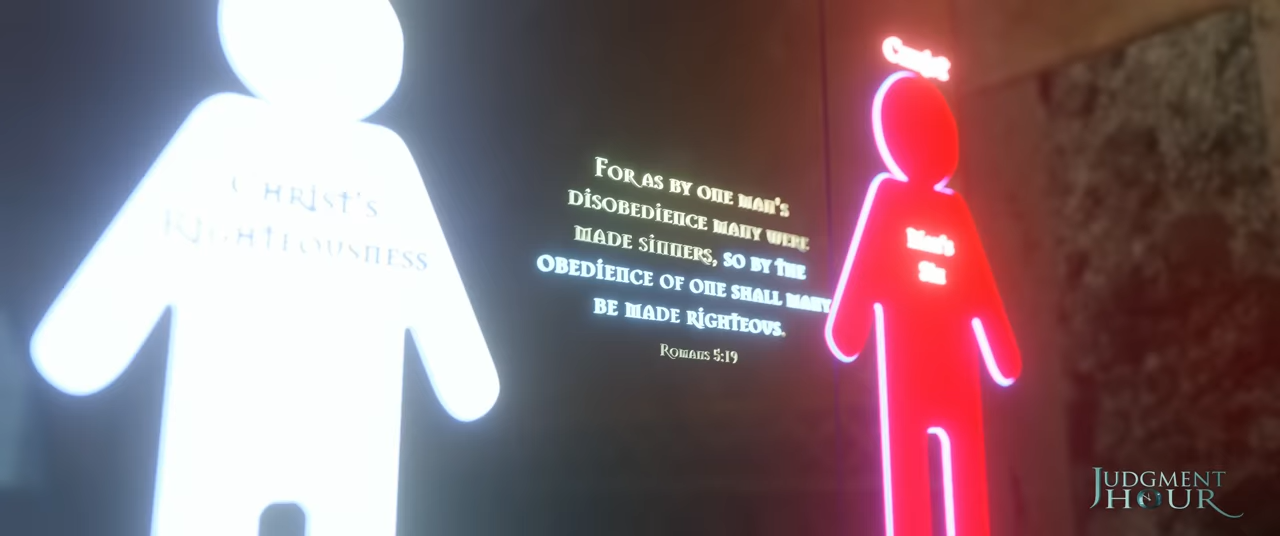 Christ's
Righteousness
For as by one man's
disobedience many were
made sinners, so by the
obedience of one shall many
be made righteous.
Romans 5:19
Christ
Man's
Sin
Judgment
Hour